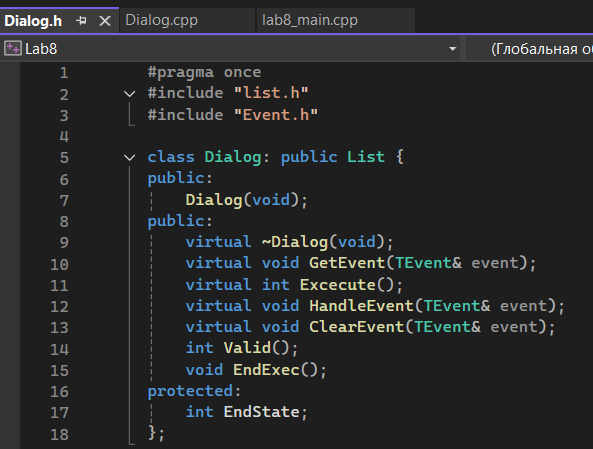 Dialog.h Dialog.cpp lab8_main.cpp
Lab8 (Глобальная об
1 #pragma once
2 #include "list.h"
3 #include "Event.h"
4
5 class Dialog: public List {
6 public:
7 Dialog(void);
8 public:
9 virtual ~Dialog(void);
10 virtual void GetEvent(TEvent& event);
11 virtual int Excecute();
12 virtual void HandleEvent(TEvent& event);
13 virtual void ClearEvent(TEvent& event);
14 int Valid();
15 void EndExec();
16 protected:
17 int EndState;
18 };